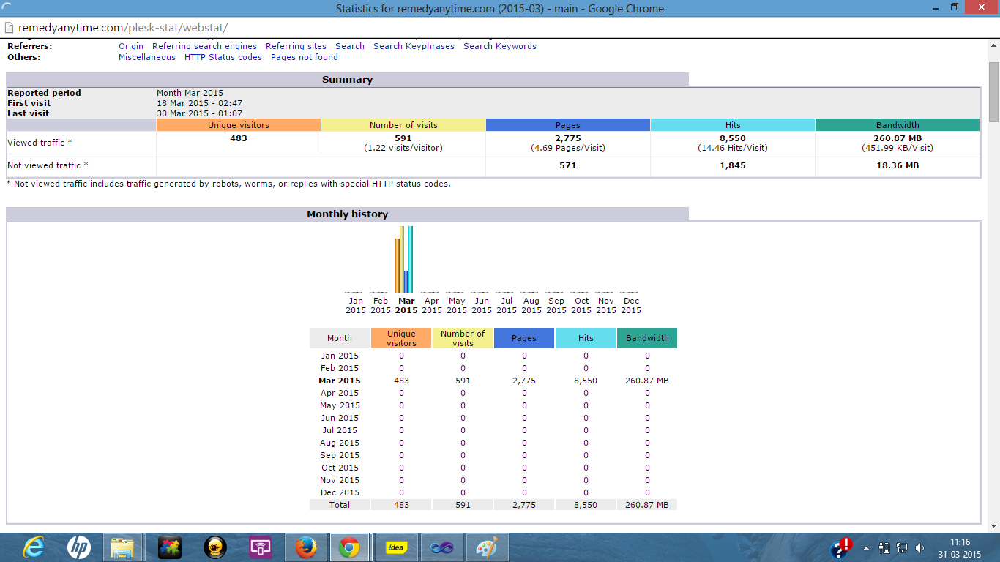 Statistics for remedyanytime.com (2015-03) - main - Google Chrome
remedyanytime.com/plesk-stat/webstat/
Referrers: Origin Referring search engines Referring sites Search Search Keyphrases Search Keywords
Others: Miscellaneous HTTP Status codes Pages not found
Summary
Reported period Month Mar 2015
First visit 18 Mar 2015 - 02:47
Last visit 30 Mar 2015 - 01:07
Unique visitors Number of visits Pages Hits Bandwidth
Viewed traffic * 483 591 2,775 8,550 260.87 MB
(1.22 visits/visitor) (4.69 Pages/Visit) (14.46 Hits/Visit) (451.99 KB/Visit)
Not viewed traffic * 571 1,845 18.36 MB
* Not viewed traffic includes traffic generated by robots, worms, or replies with special HTTP status codes.
Monthly history
Jan Feb Mar Apr May Jun Jul Aug Sep Oct Nov Dec
2015 2015 2015 2015 2015 2015 2015 2015 2015 2015 2015 2015
Month Unique visitors Number of visits Pages Hits Bandwidth
Jan 2015 0 0 0 0 0
Feb 2015 0 0 0 0 0
Mar 2015 483 591 2,775 8,550 260.87 MB
Apr 2015 0 0 0 0 0
May 2015 0 0 0 0 0
Jun 2015 0 0 0 0 0
Jul 2015 0 0 0 0 0
Aug 2015 0 0 0 0 0
Sep 2015 0 0 0 0 0
Oct 2015 0 0 0 0 0
Nov 2015 0 0 0 0 0
Dec 2015 0 0 0 0 0
Total 483 591 2,775 8,550 260.87 MB
hp
!dea
11:16
31-03-2015